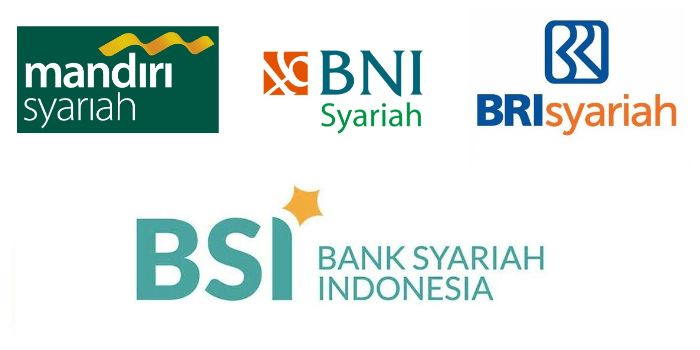 mandiri
syariah
BNI
Syariah
BRIsyariah
BSI
BANK SYARIAH
INDONESIA